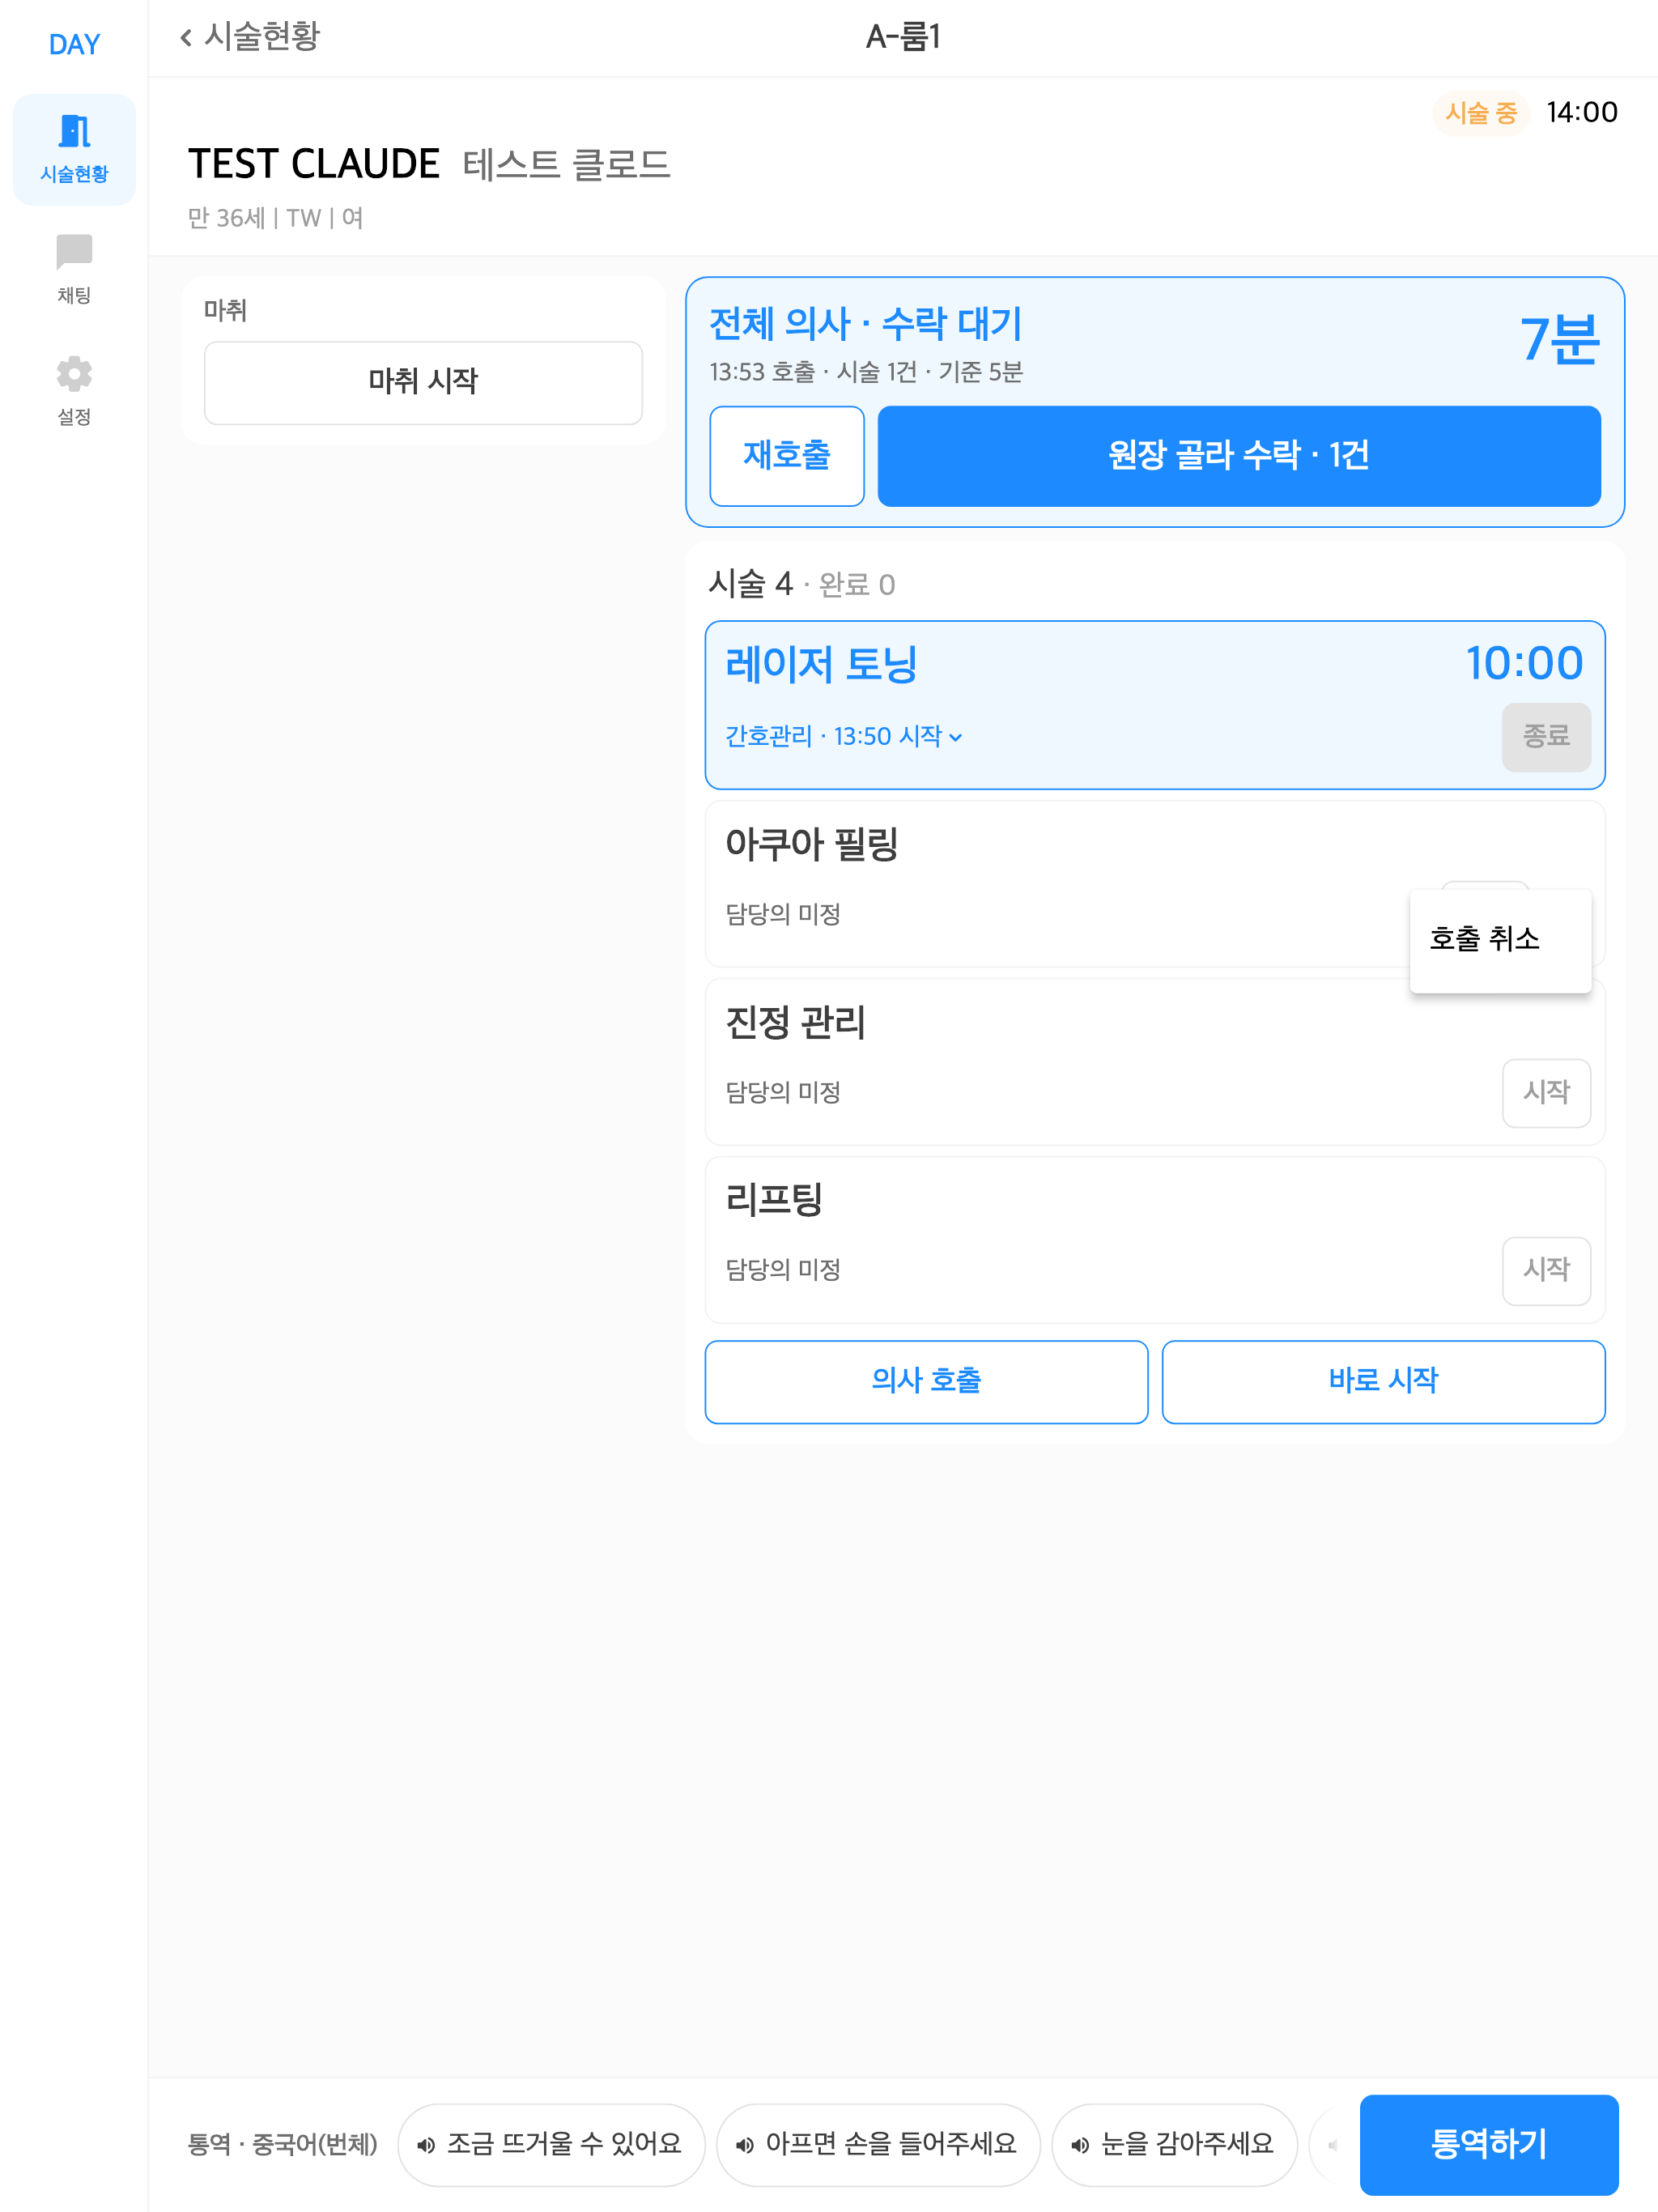 DAY
시술현황
채팅
설정
시술현황
A-룸1
시술 중 14:00
TEST CLAUDE 테스트 클로드
만 36세 | TW | 여
마취
마취 시작
전체 의사 · 수락 대기
7분
13:53 호출 · 시술 1건 · 기준 5분
재호출
원장 골라 수락 · 1건
시술 4 · 완료 0
레이저 토닝
10:00
간호관리 · 13:50 시작
종료
아쿠아 필링
담당의 미정
호출 취소
진정 관리
담당의 미정
시작
리프팅
담당의 미정
시작
의사 호출
바로 시작
통역 · 중국어(번체)
조금 뜨거울 수 있어요
아프면 손을 들어주세요
눈을 감아주세요
통역하기